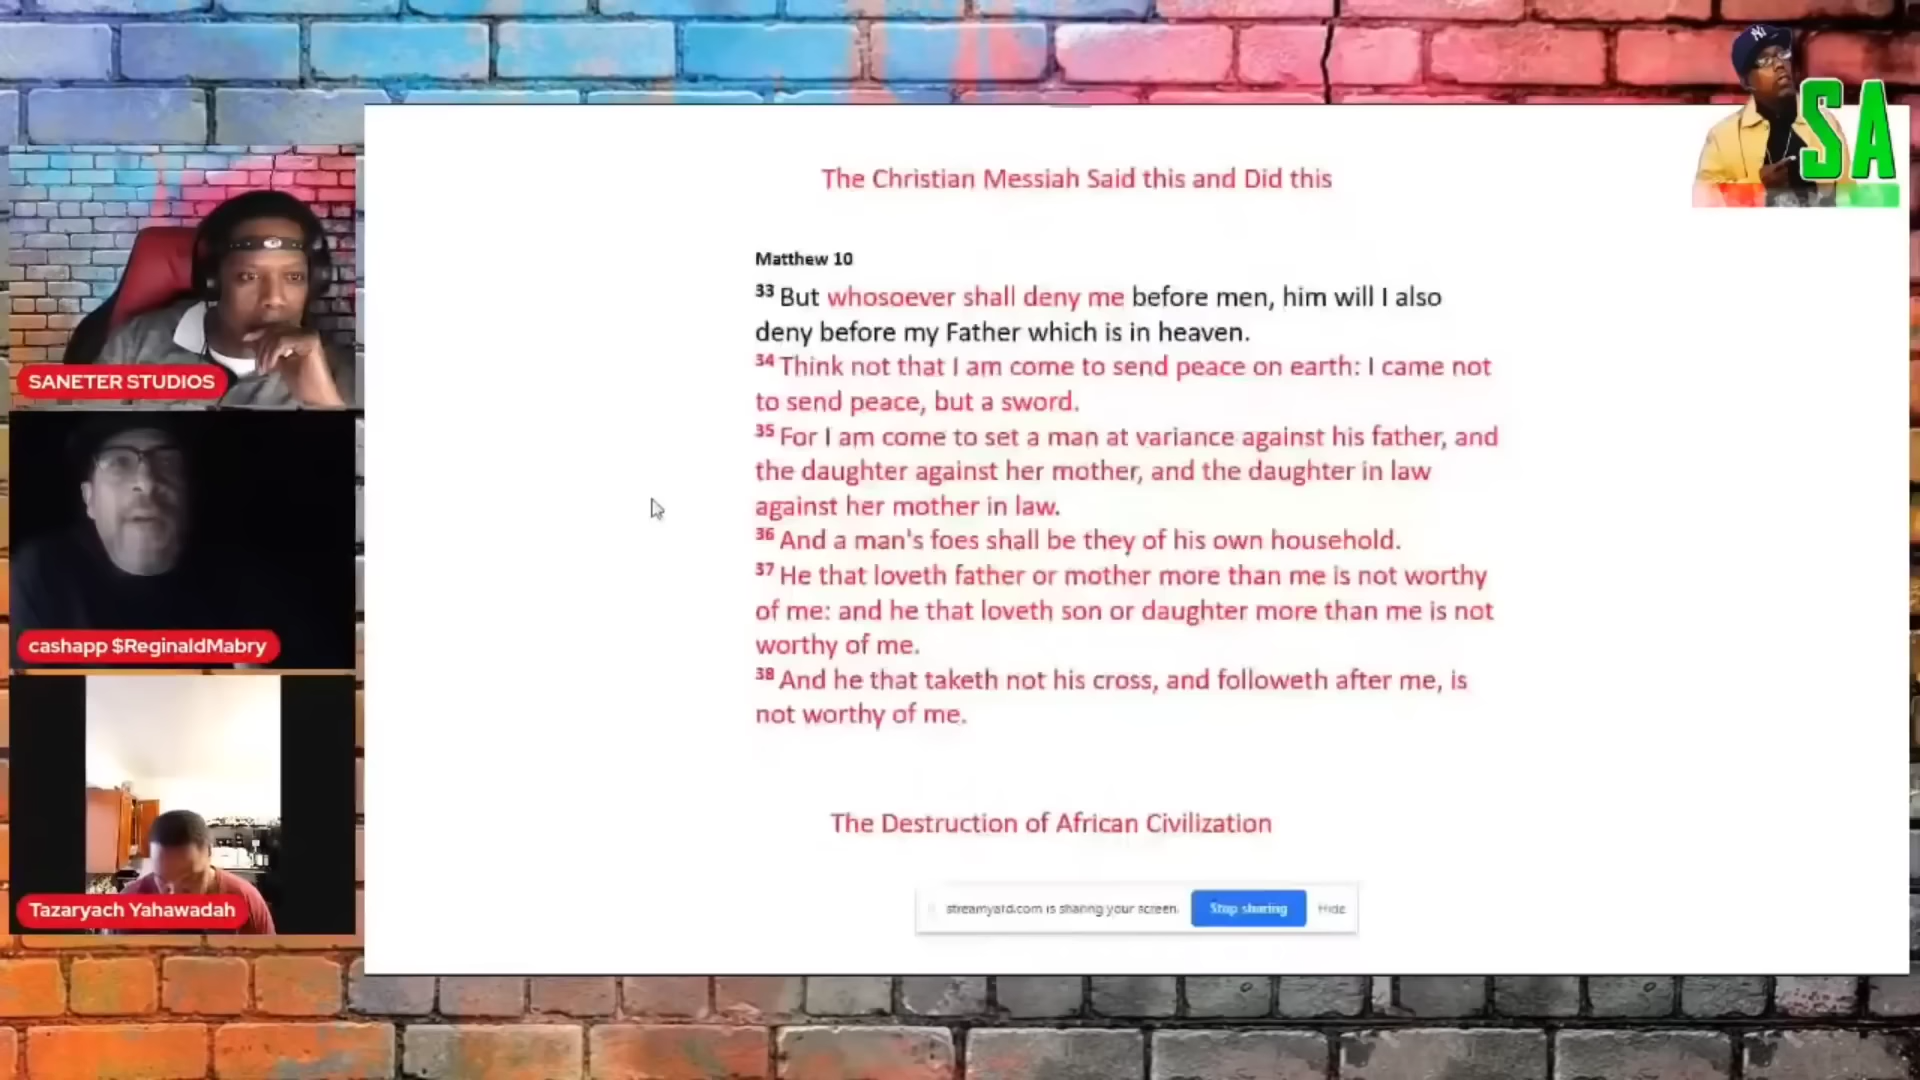 NY
SA
The Christian Messiah Said this and Did this
Matthew 10
33 But whosoever shall deny me before men, him will I also
deny before my Father which is in heaven.
34 Think not that I am come to send peace on earth: I came not
to send peace, but a sword.
35 For I am come to set a man at variance against his father, and
the daughter against her mother, and the daughter in law
against her mother in law.
36 And a man's foes shall be they of his own household.
37 He that loveth father or mother more than me is not worthy
of me: and he that loveth son or daughter more than me is not
worthy of me.
38 And he that taketh not his cross, and followeth after me, is
not worthy of me.
The Destruction of African Civilization
streamyard.com is sharing your screen.
Stop sharing
Hide
SANETER STUDIOS
cashapp $ReginaldMabry
Tazaryach Yahawadah